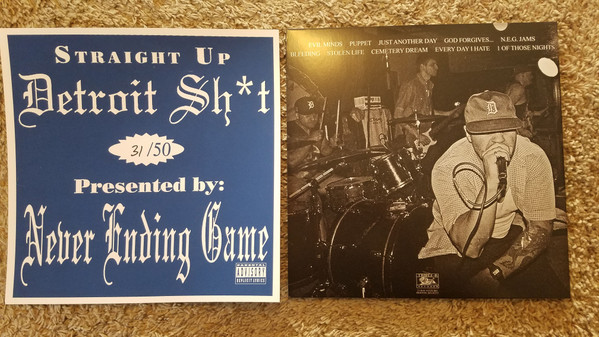 STRAIGHT UP
Detroit Sh*t
31/50
Presented by:
Never Ending Game
PARENTAL
ADVISORY
EXPLICIT LYRICS
MINDS PUPPET JUST ANOTHER DAY GOD FORGIVES... N.E.G. JAMS
BLEEDING STOLEN LIFE CEMETERY DREAM EVERY DAY I HATE 1 OF THOSE NIGHTS
D